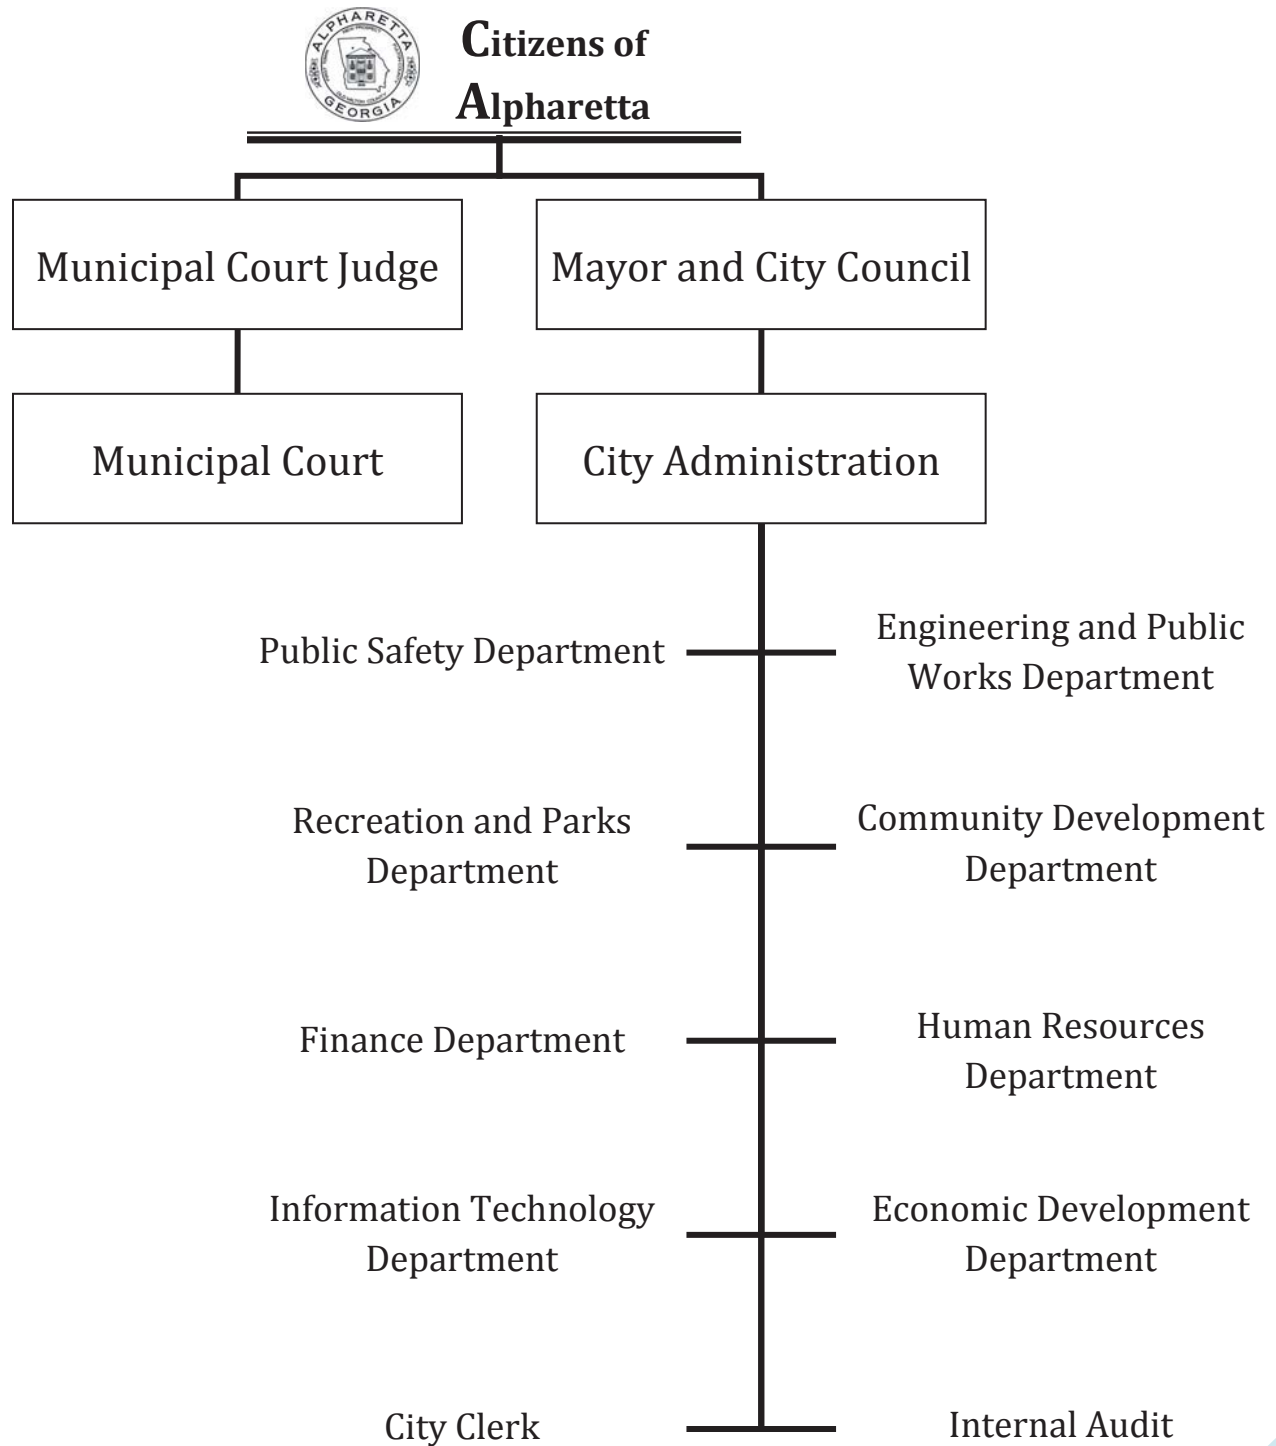 ALPHARETTA
GEORGIA
Citizens of
Alpharetta
Municipal Court Judge
Mayor and City Council
Municipal Court
City Administration
Public Safety Department
Engineering and Public
Works Department
Recreation and Parks
Department
Community Development
Department
Finance Department
Human Resources
Department
Information Technology
Department
Economic Development
Department
City Clerk
Internal Audit